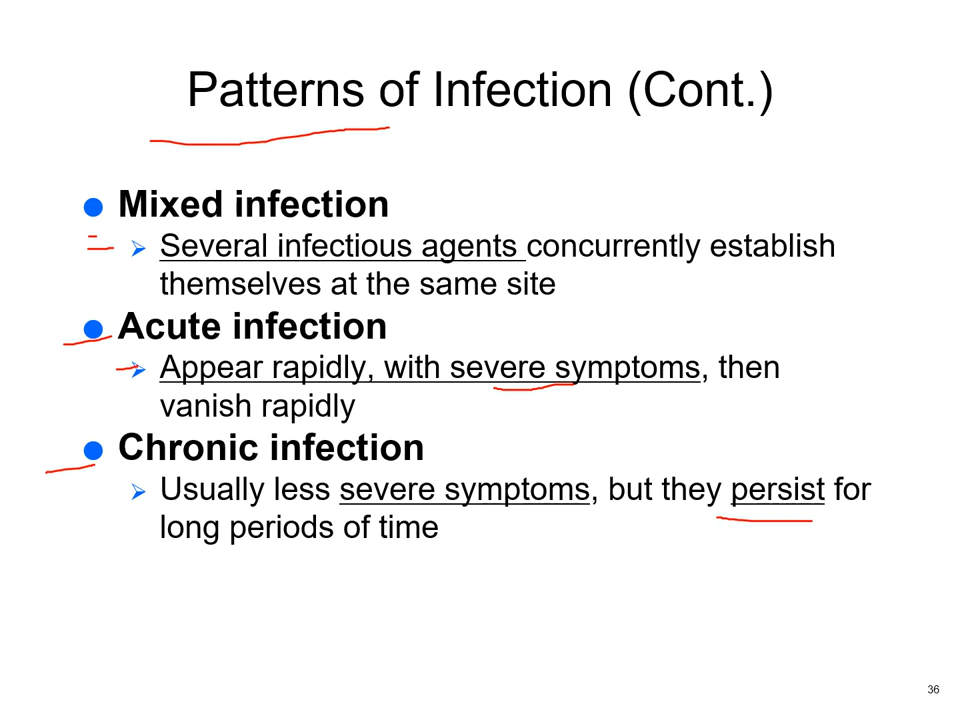 Patterns of Infection (Cont.)
Mixed infection
Several infectious agents concurrently establish
themselves at the same site
Acute infection
Appear rapidly, with severe symptoms, then
vanish rapidly
Chronic infection
Usually less severe symptoms, but they persist for
long periods of time
36